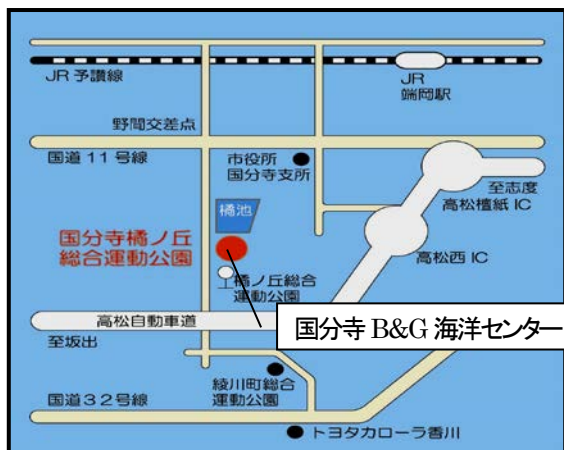 JR 予讃線
JR
端岡駅
野間交差点
国道11号線
市役所
国分寺支所
至志度
高松檀紙 IC
橘池
国分寺橘ノ丘
総合運動公園
高松西 IC
橘ノ丘総合
運動公園
高松自動車道
国分寺 B&G 海洋センター
至坂出
綾川町総合
運動公園
国道32号線
トヨタカローラ香川